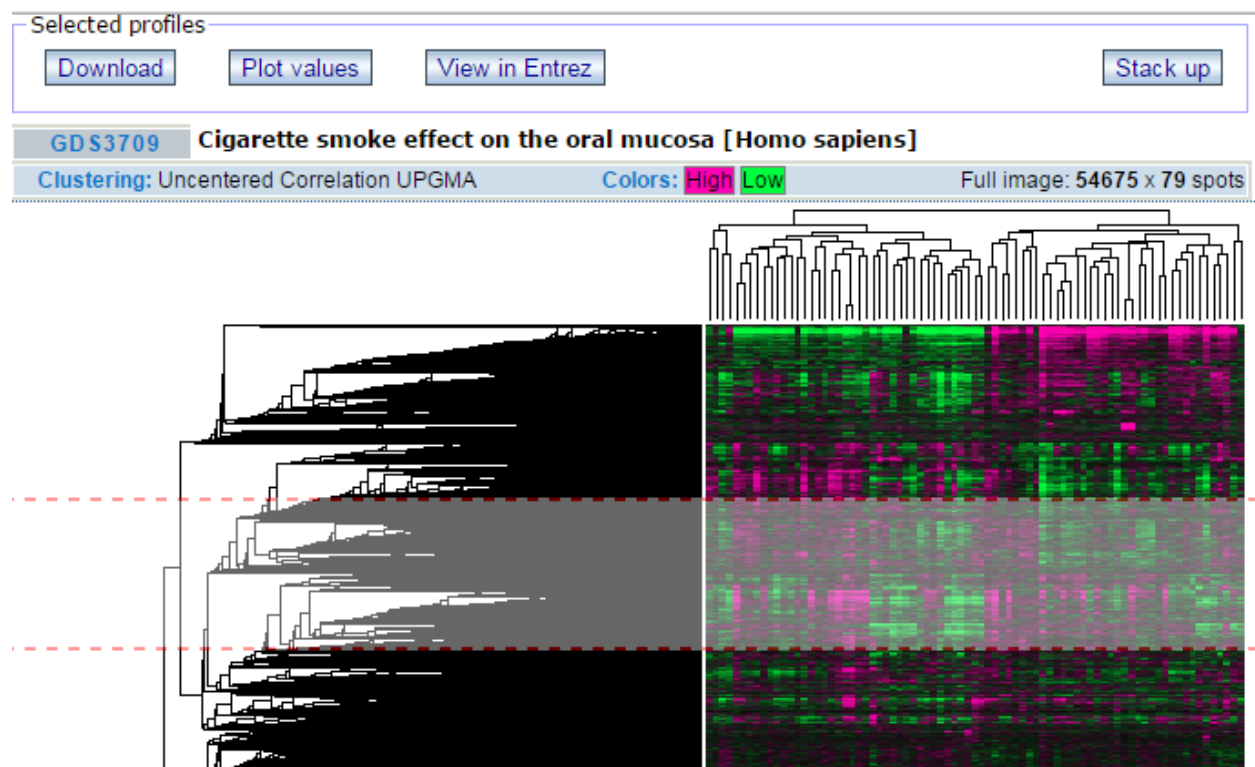 Selected profiles
Download Plot values View in Entrez Stack up
GDS3709 Cigarette smoke effect on the oral mucosa [Homo sapiens]
Clustering: Uncentered Correlation UPGMA Colors: High Low Full image: 54675 x 79 spots